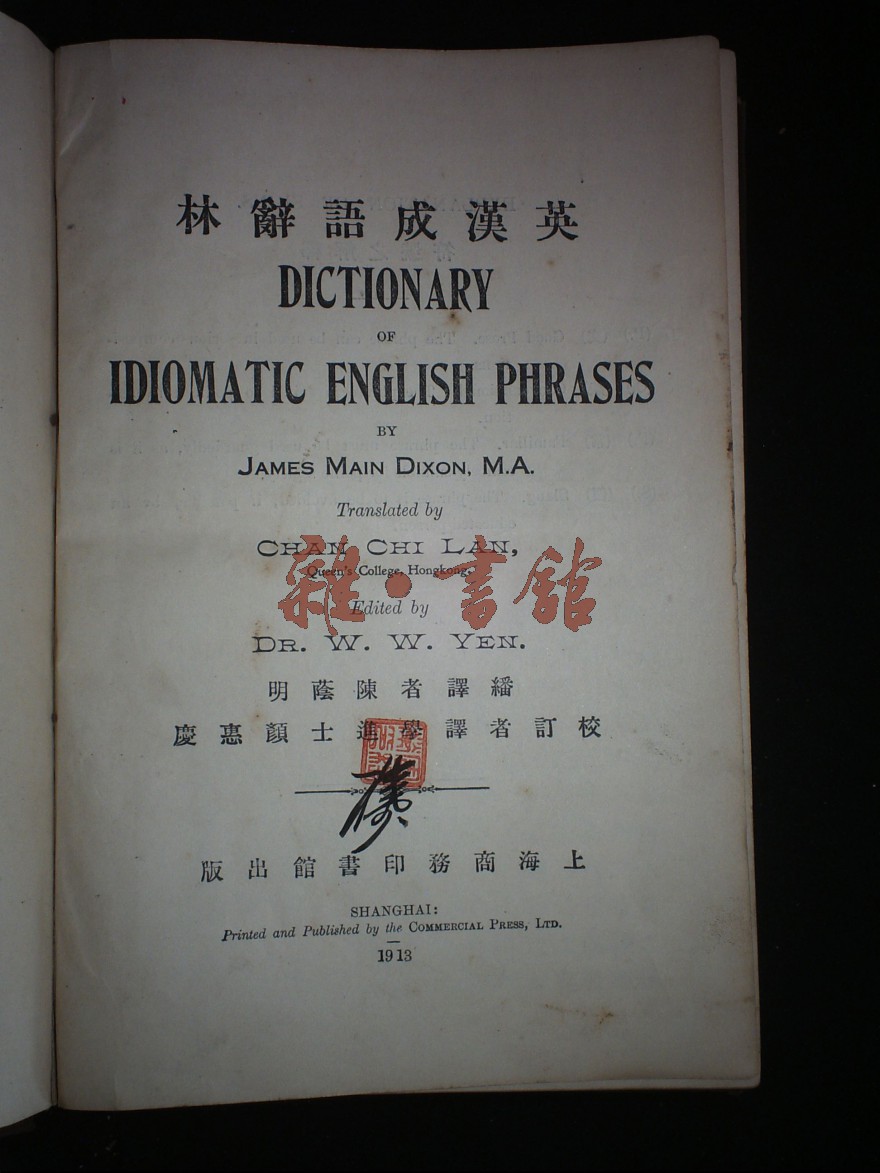 英漢成語辭林
DICTIONARY
OF
IDIOMATIC ENGLISH PHRASES
BY
JAMES MAIN DIXON, M.A.
Translated by
CHAN CHI LAN,
Queen's College, Hongkong.
雜·書館
Edited by
DR. W. W. YEN.
繙譯者陳蔭明
校訂者譯學進士顏惠慶
上海商務印書館出版
SHANGHAI:
Printed and Published by the COMMERCIAL PRESS, LTD.
1913